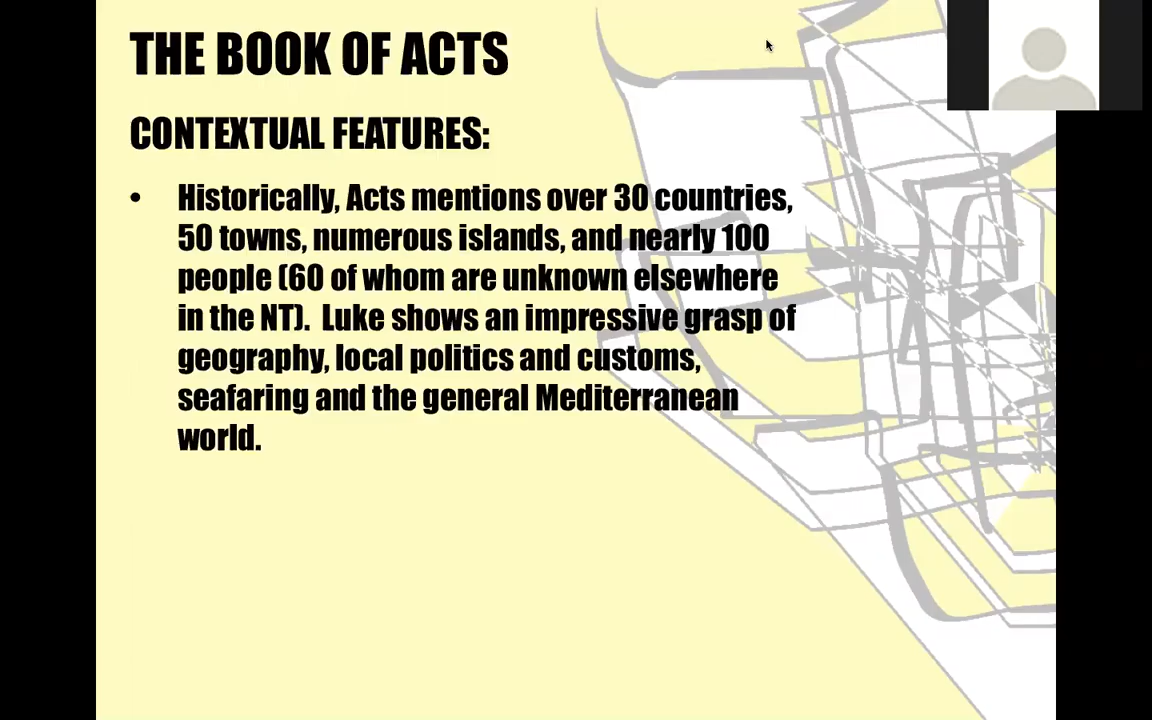 THE BOOK OF ACTS
CONTEXTUAL FEATURES:
• Historically, Acts mentions over 30 countries,
50 towns, numerous islands, and nearly 100
people (60 of whom are unknown elsewhere
in the NT).  Luke shows an impressive grasp of
geography, local politics and customs,
seafaring and the general Mediterranean
world.